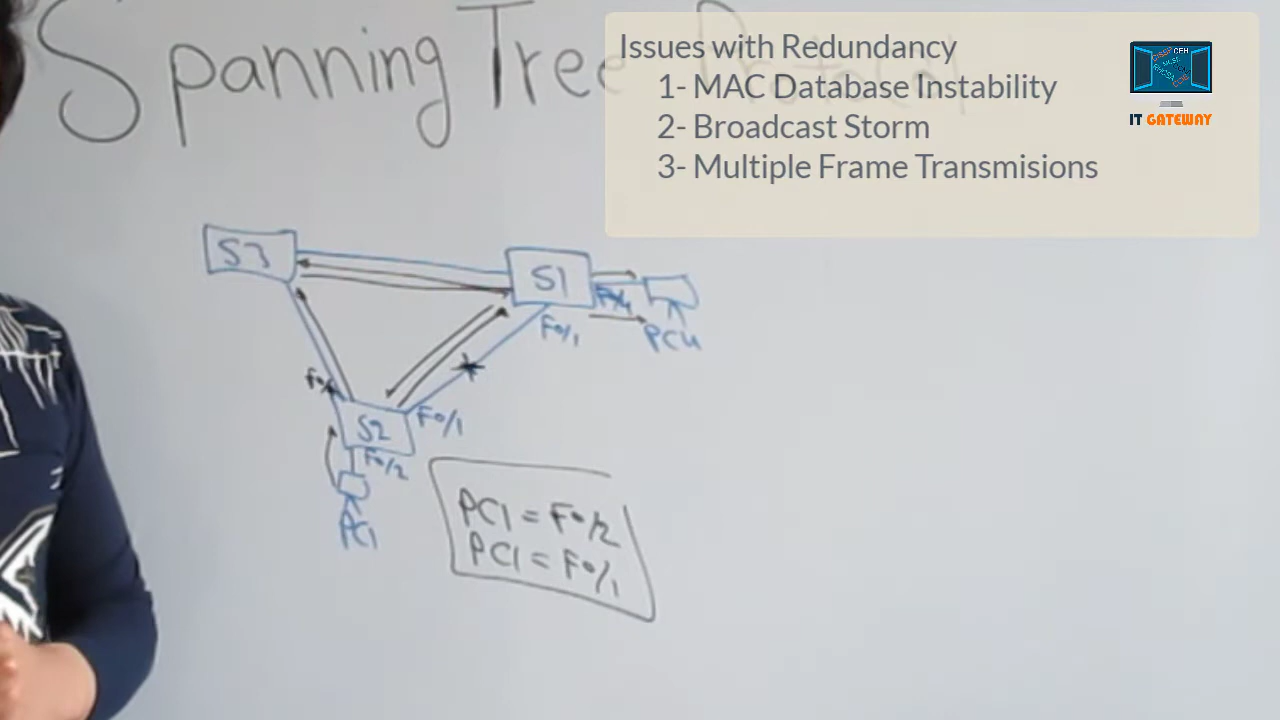 Spanning Tree Protocol
Issues with Redundancy
1- MAC Database Instability
2- Broadcast Storm
3- Multiple Frame Transmisions
IT GATEWAY
S3
S1
PC4
F0/1
S2
F0/1
F0/2
PC1
PC1 = F0/2
PC1 = F0/1